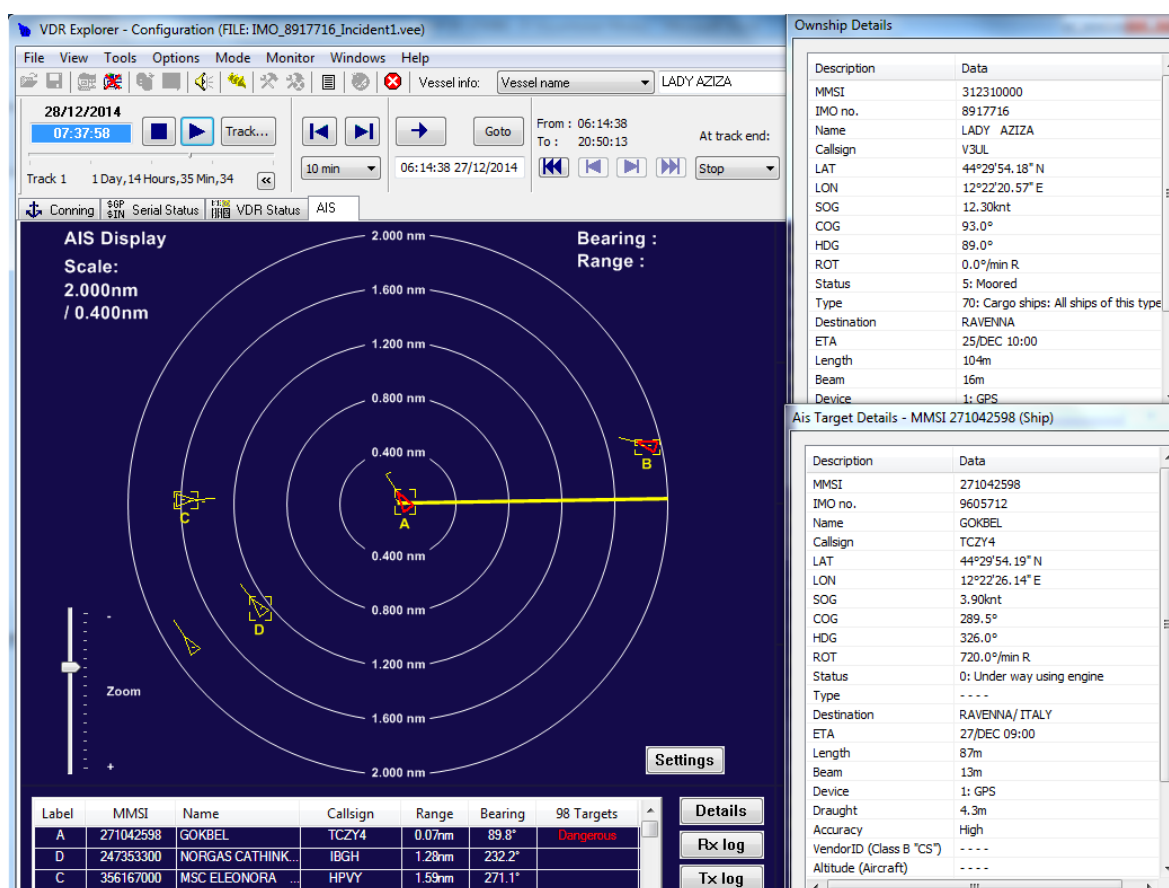 VDR Explorer - Configuration (FILE: IMO_8917716_Incident1.vee)
File View Tools Options Mode Monitor Windows Help
Vessel info: Vessel name LADY AZIZA
28/12/2014
07:37:58
Track...
Goto
From : 06:14:38
To : 20:50:13
At track end:
Track 1 1Day,14 Hours,35 Min,34
«
10 min
06:14:38 27/12/2014
Stop
Conning
$GP
$IN
Serial Status
VDR Status
AIS
AIS Display
Scale:
2.000nm
/ 0.400nm
Bearing :
Range :
2.000 nm
1.600 nm
1.200 nm
0.800 nm
0.400 nm
B
A
C
0.400 nm
D
0.800 nm
1.200 nm
1.600 nm
2.000 nm
-
Zoom
+
Settings
Label MMSI Name Callsign Range Bearing 98 Targets
A 271042598 GOKBEL TCZY4 0.07nm 89.8° Dangerous
D 247353300 NORGAS CATHINK... IBGH 1.28nm 232.2°
C 356167000 MSC ELEONORA ... HPVY 1.59nm 271.1°
Details
Rx log
Tx log
Ownship Details
Description Data
MMSI 312310000
IMO no. 8917716
Name LADY AZIZA
Callsign V3UL
LAT 44°29'54.18" N
LON 12°22'20.57" E
SOG 12.30knt
COG 93.0°
HDG 89.0°
ROT 0.0°/min R
Status 5: Moored
Type 70: Cargo ships: All ships of this type
Destination RAVENNA
ETA 25/DEC 10:00
Length 104m
Beam 16m
Device 1: GPS
Ais Target Details - MMSI 271042598 (Ship)
Description Data
MMSI 271042598
IMO no. 9605712
Name GOKBEL
Callsign TCZY4
LAT 44°29'54.19" N
LON 12°22'26.14" E
SOG 3.90knt
COG 289.5°
HDG 326.0°
ROT 720.0°/min R
Status 0: Under way using engine
Type - - - -
Destination RAVENNA/ ITALY
ETA 27/DEC 09:00
Length 87m
Beam 13m
Device 1: GPS
Draught 4.3m
Accuracy High
VendorID (Class B "CS") - - - -
Altitude (Aircraft) - - - -